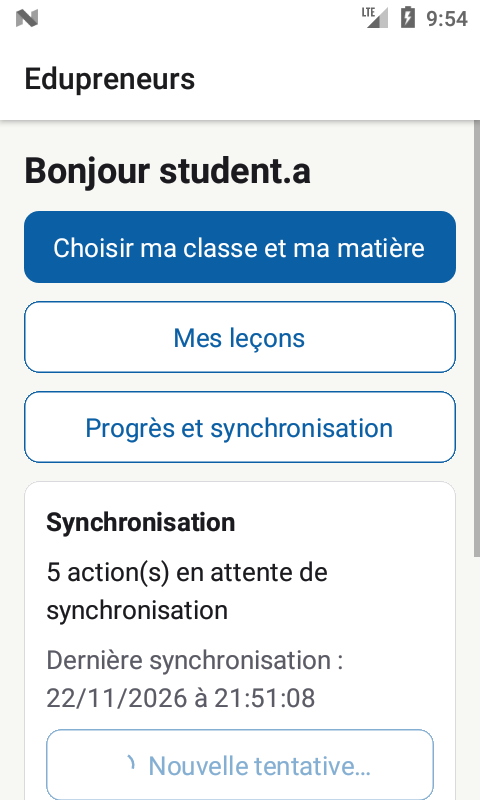 LTE 9:54
Edupreneurs
Bonjour student.a
Choisir ma classe et ma matière
Mes leçons
Progrès et synchronisation
Synchronisation
5 action(s) en attente de
synchronisation
Dernière synchronisation :
22/11/2026 à 21:51:08
Nouvelle tentative…